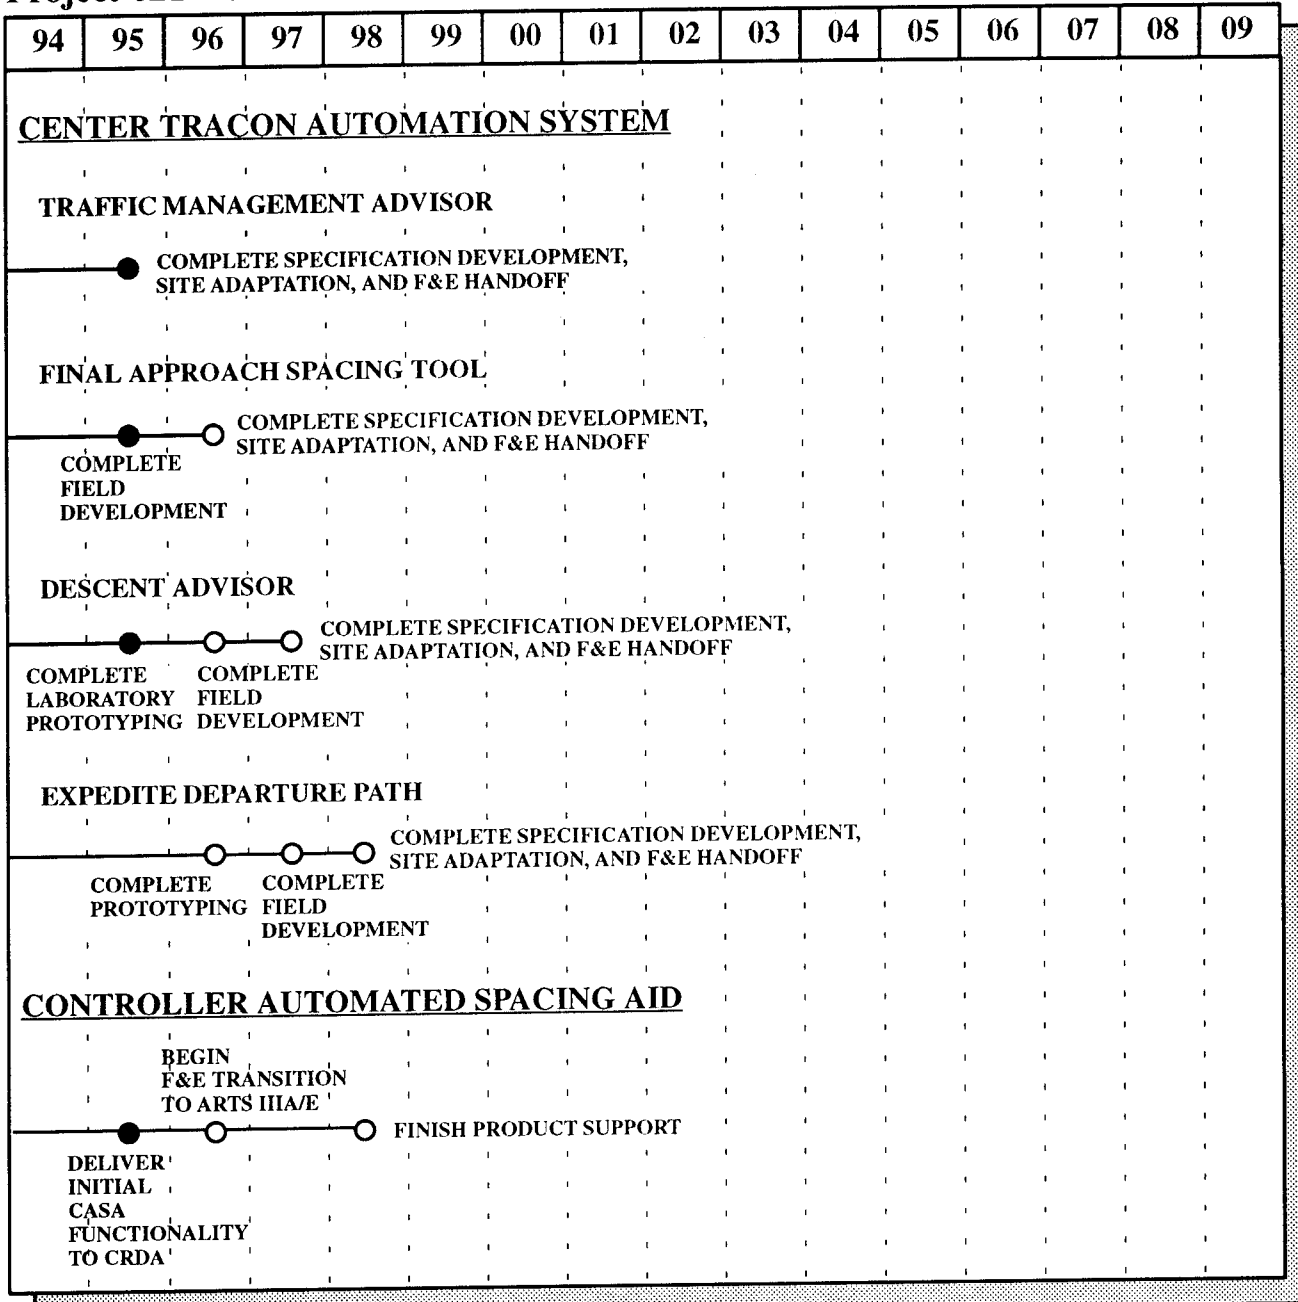 94 95 96 97 98 99 00 01 02 03 04 05 06 07 08 09
CENTER TRACON AUTOMATION SYSTEM
TRAFFIC MANAGEMENT ADVISOR
COMPLETE SPECIFICATION DEVELOPMENT,
SITE ADAPTATION, AND F&E HANDOFF
FINAL APPROACH SPACING TOOL
COMPLETE SPECIFICATION DEVELOPMENT,
SITE ADAPTATION, AND F&E HANDOFF
COMPLETE
FIELD
DEVELOPMENT
DESCENT ADVISOR
COMPLETE SPECIFICATION DEVELOPMENT,
SITE ADAPTATION, AND F&E HANDOFF
COMPLETE
LABORATORY
PROTOTYPING
COMPLETE
FIELD
DEVELOPMENT
EXPEDITE DEPARTURE PATH
COMPLETE SPECIFICATION DEVELOPMENT,
SITE ADAPTATION, AND F&E HANDOFF
COMPLETE
PROTOTYPING
COMPLETE
FIELD
DEVELOPMENT
CONTROLLER AUTOMATED SPACING AID
BEGIN
F&E TRANSITION
TO ARTS IIIA/E
FINISH PRODUCT SUPPORT
DELIVER
INITIAL
CASA
FUNCTIONALITY
TO CRDA